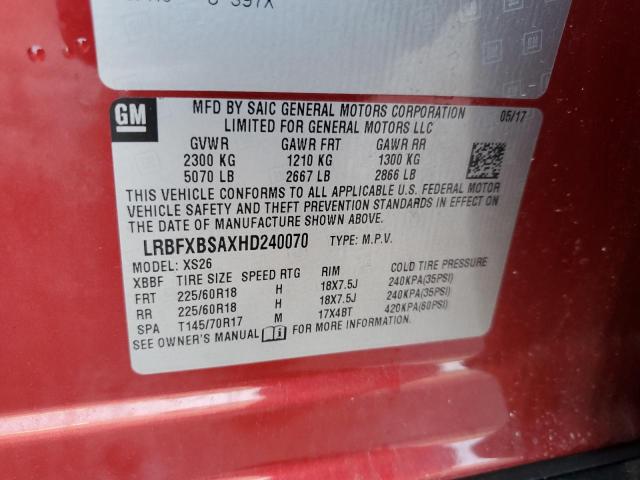 GM
MFD BY SAIC GENERAL MOTORS CORPORATION 05/17
LIMITED FOR GENERAL MOTORS LLC
GVWR GAWR FRT GAWR RR
2300 KG 1210 KG 1300 KG
5070 LB 2667 LB 2866 LB
THIS VEHICLE CONFORMS TO ALL APPLICABLE U.S. FEDERAL MOTOR
VEHICLE SAFETY AND THEFT PREVENTION STANDARDS IN EFFECT ON
THE DATE OF MANUFACTURE SHOWN ABOVE.
LRBFXBSAXHD240070 TYPE: M.P.V.
MODEL: XS26
XBBF TIRE SIZE SPEED RTG RIM COLD TIRE PRESSURE
FRT 225/60R18 H 18X7.5J 240KPA(35PSI)
RR 225/60R18 H 18X7.5J 240KPA(35PSI)
SPA T145/70R17 M 17X4BT 420KPA(60PSI)
SEE OWNER'S MANUAL FOR MORE INFORMATION.